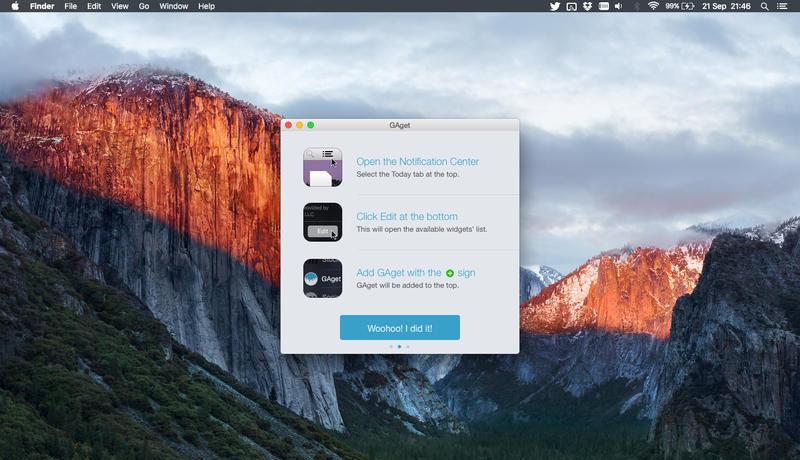 Finder File Edit View Go Window Help 99% 21 Sep 21:46
GAget
Open the Notification Center
Select the Today tab at the top.
ovided by
LLC
Edit
Click Edit at the bottom
This will open the available widgets' list.
GAget
Add GAget with the sign
GAget will be added to the top.
Woohoo! I did it!